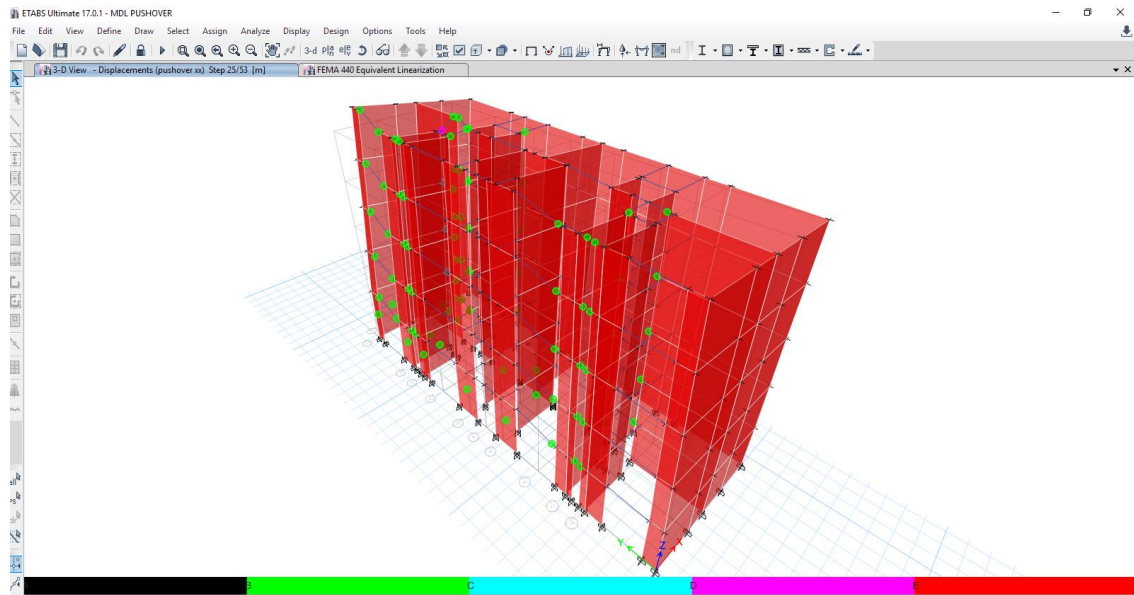 ETABS Ultimate 17.0.1 - MDL PUSHOVER
File Edit View Define Draw Select Assign Analyze Display Design Options Tools Help
3-d nd
3-D View - Displacements (pushover xx) Step 25/53 [m]
FEMA 440 Equivalent Linearization
Y Z X
B C D E